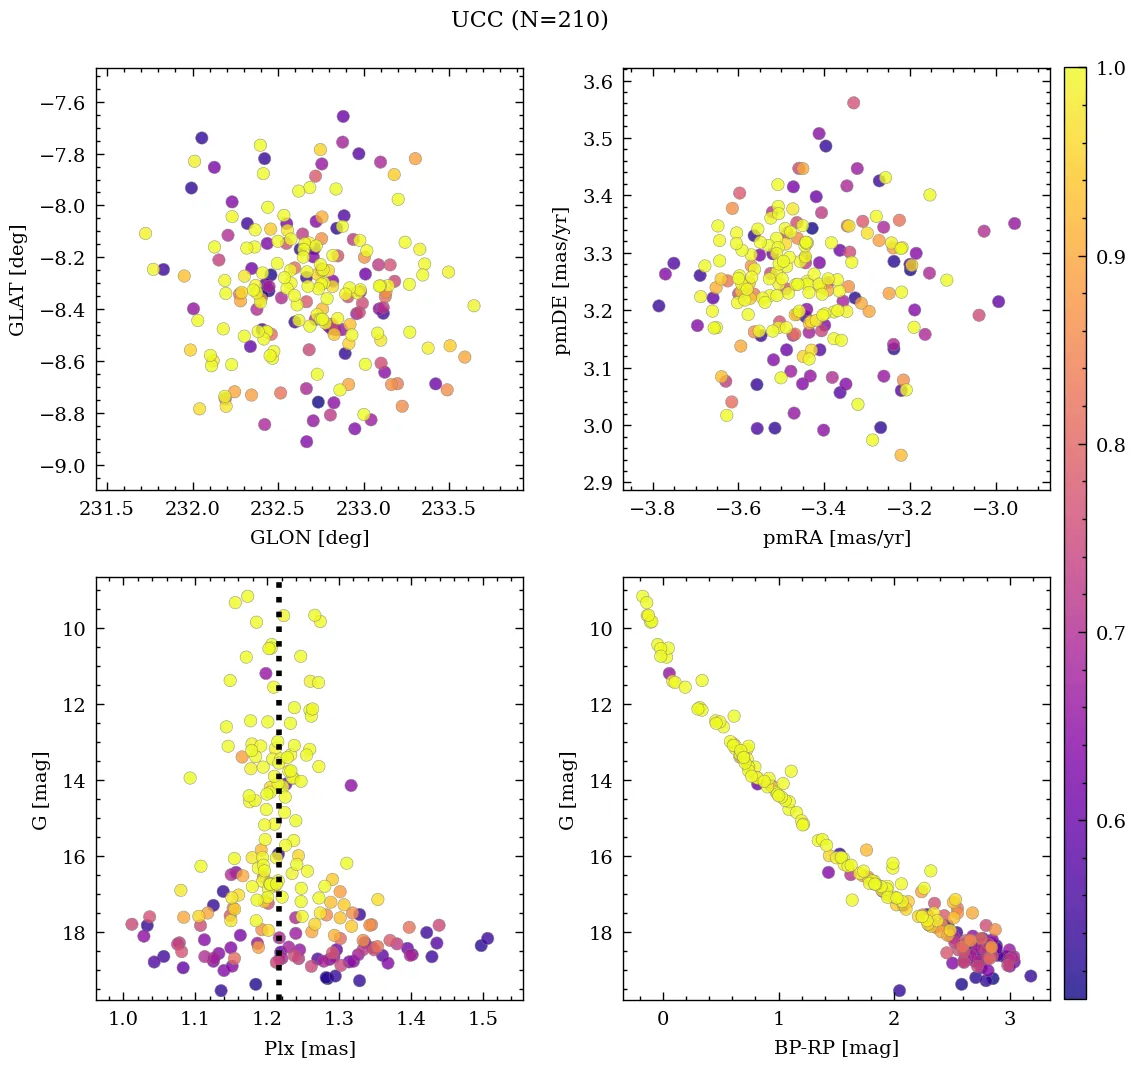 UCC (N=210)
−7.6
−7.8
−8.0
−8.2
−8.4
−8.6
−8.8
−9.0
GLAT [deg]
231.5 232.0 232.5 233.0 233.5
GLON [deg]
3.6
3.5
3.4
3.3
3.2
3.1
3.0
2.9
pmDE [mas/yr]
−3.8 −3.6 −3.4 −3.2 −3.0
pmRA [mas/yr]
10
12
14
16
18
G [mag]
1.0 1.1 1.2 1.3 1.4 1.5
Plx [mas]
10
12
14
16
18
G [mag]
0 1 2 3
BP-RP [mag]
1.0
0.9
0.8
0.7
0.6